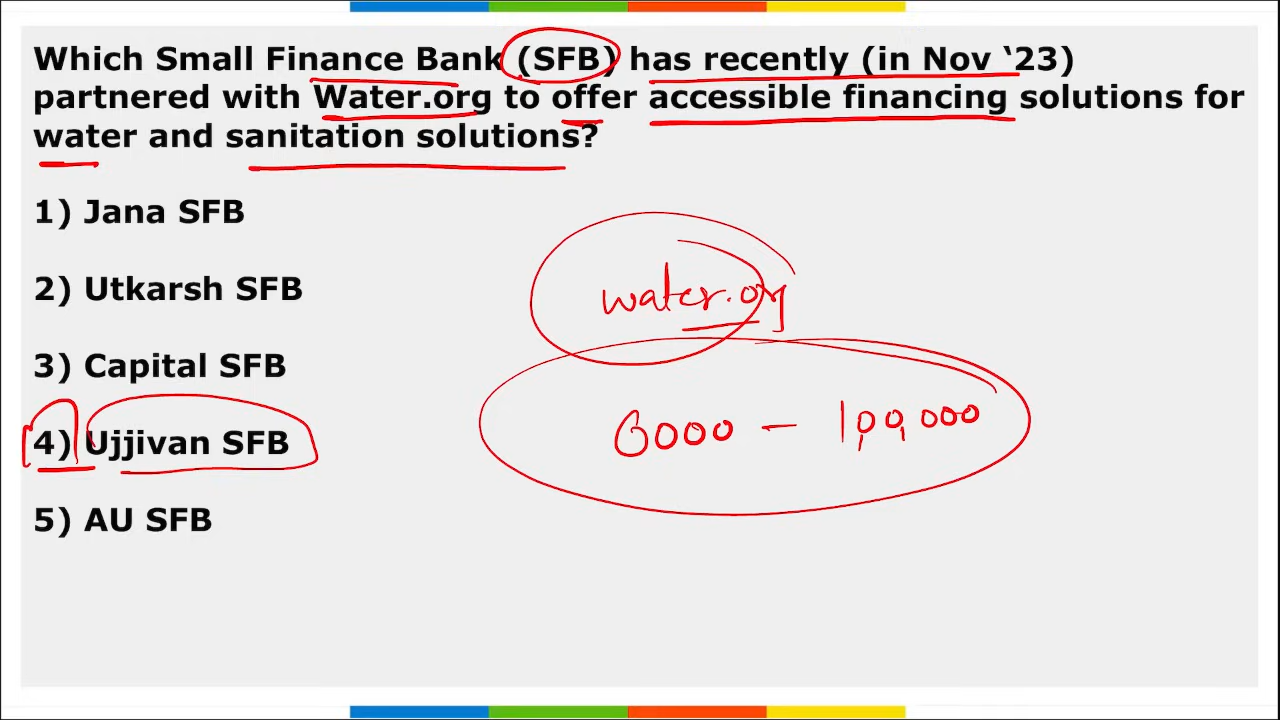 Which Small Finance Bank (SFB) has recently (in Nov ‘23)
partnered with Water.org to offer accessible financing solutions for
water and sanitation solutions?
1) Jana SFB
2) Utkarsh SFB
3) Capital SFB
4) Ujjivan SFB
5) AU SFB
water.org
6000 – 1,00,000